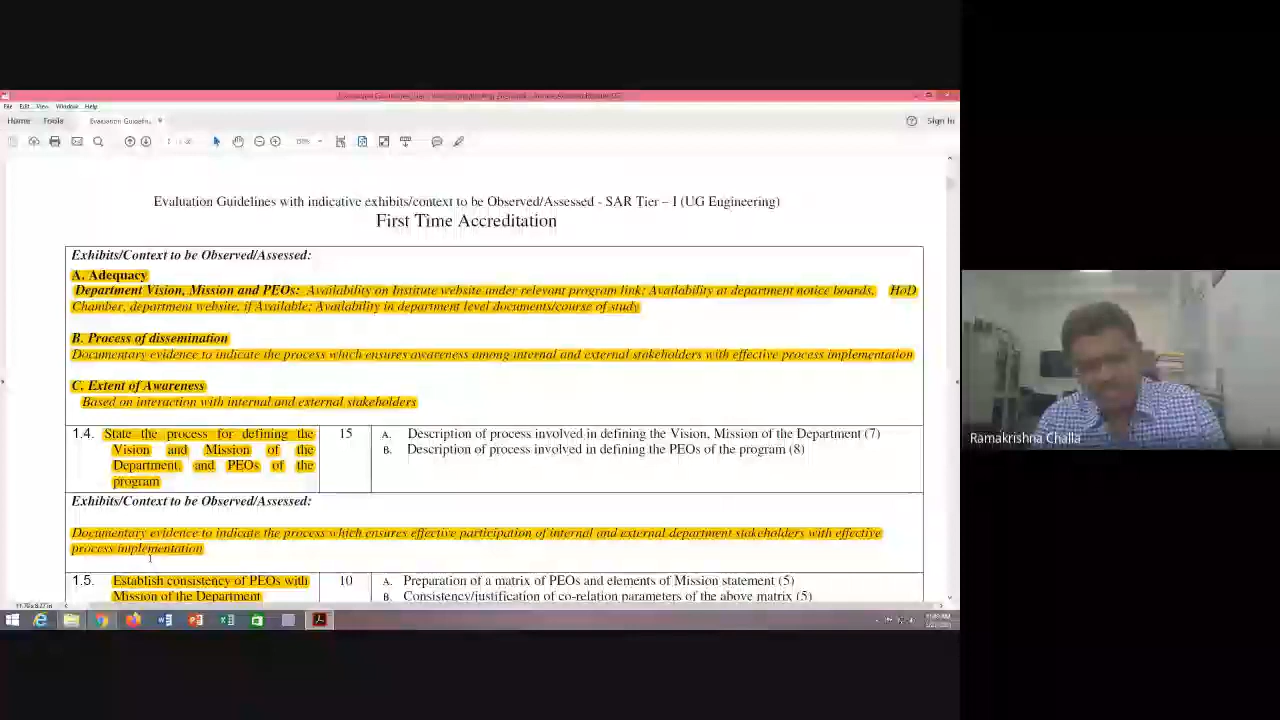 File Edit View Window Help
Home Tools Evaluation Guidelin... Sign In
Evaluation Guidelines with indicative exhibits/context to be Observed/Assessed - SAR Tier – I (UG Engineering)
First Time Accreditation
Exhibits/Context to be Observed/Assessed:
A. Adequacy
Department Vision, Mission and PEOs: Availability on Institute website under relevant program link; Availability at department notice boards, HoD
Chamber, department website, if Available; Availability in department level documents/course of study
B. Process of dissemination
Documentary evidence to indicate the process which ensures awareness among internal and external stakeholders with effective process implementation
C. Extent of Awareness
Based on interaction with internal and external stakeholders
1.4. State the process for defining the 15 A. Description of process involved in defining the Vision, Mission of the Department (7)
Vision and Mission of the B. Description of process involved in defining the PEOs of the program (8)
Department, and PEOs of the
program
Exhibits/Context to be Observed/Assessed:
Documentary evidence to indicate the process which ensures effective participation of internal and external department stakeholders with effective
process implementation
1.5. Establish consistency of PEOs with 10 A. Preparation of a matrix of PEOs and elements of Mission statement (5)
Mission of the Department B. Consistency/justification of co-relation parameters of the above matrix (5)
Ramakrishna Challa